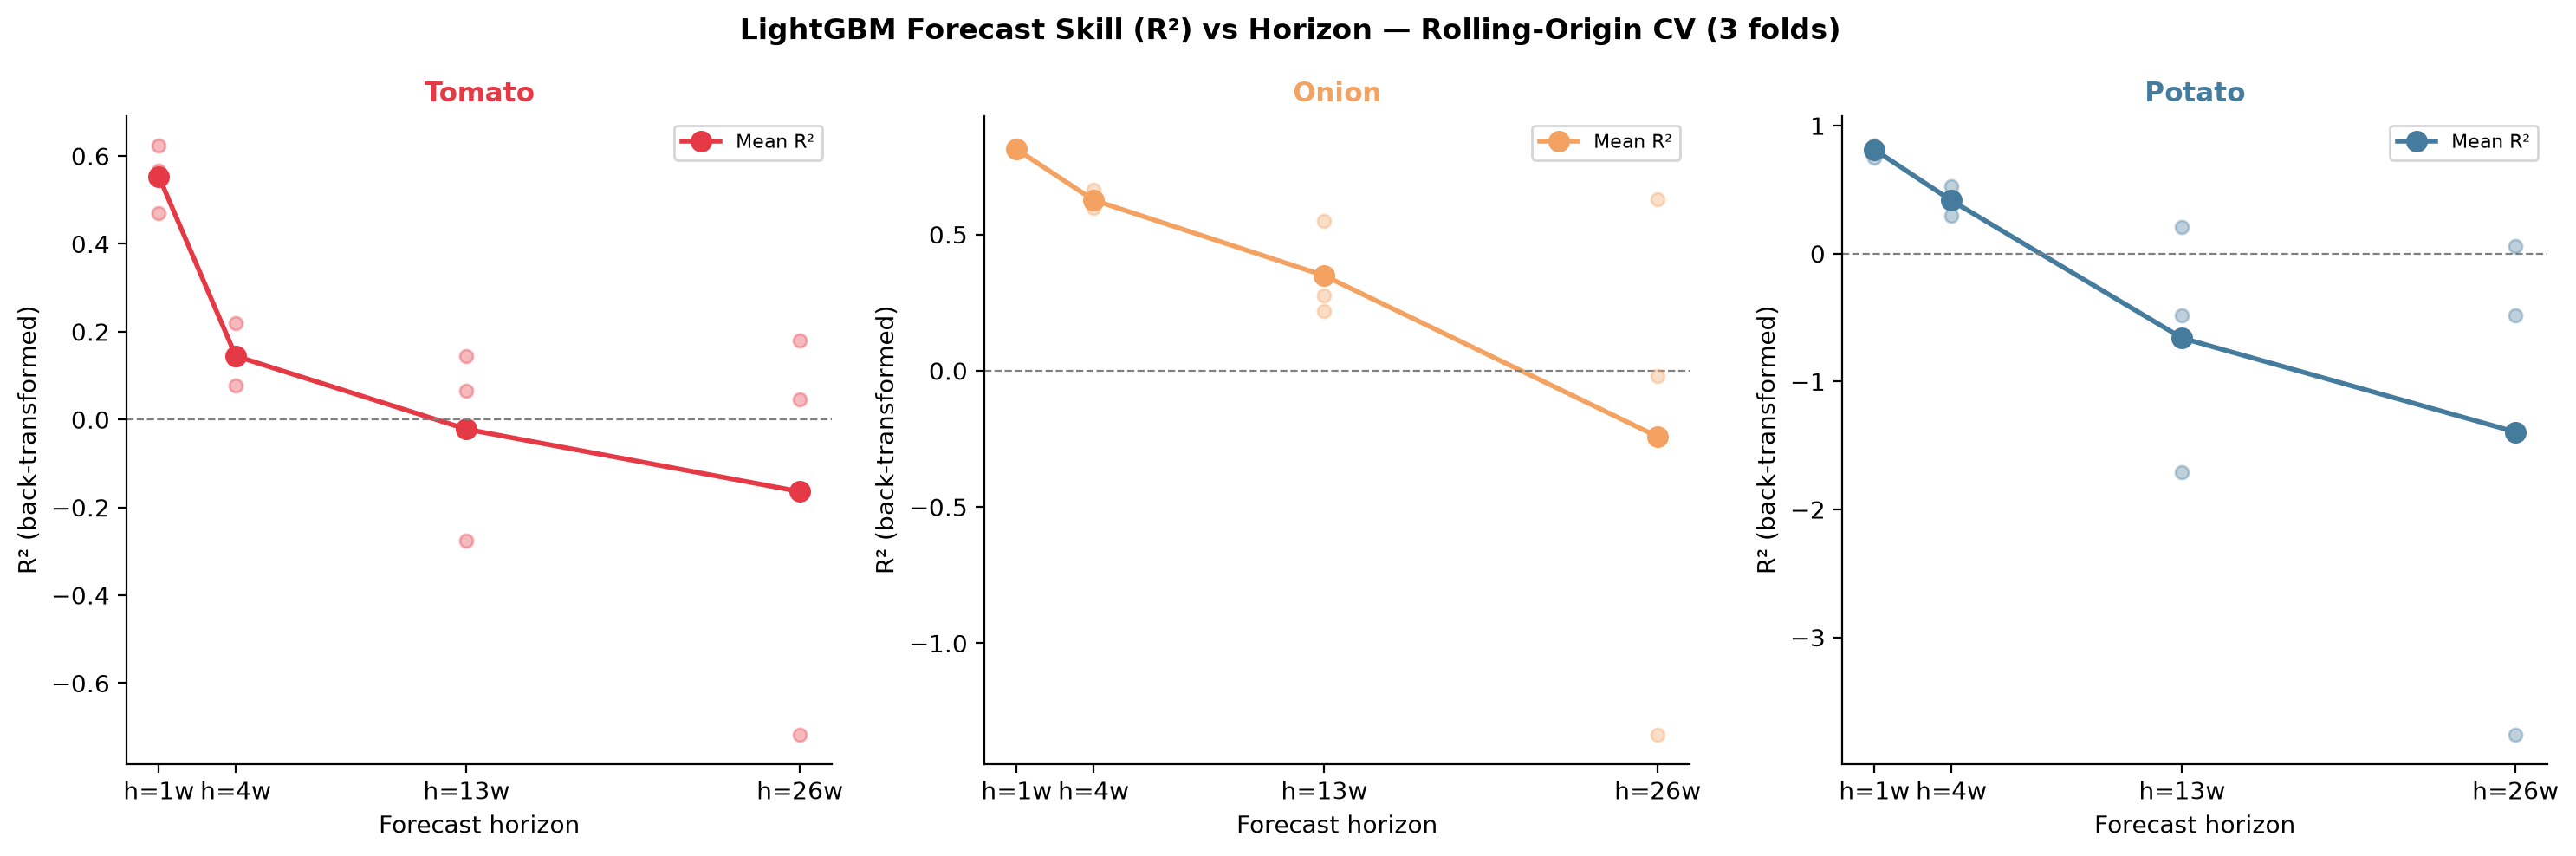 LightGBM Forecast Skill (R²) vs Horizon — Rolling-Origin CV (3 folds)
Tomato
Mean R²
0.6
0.4
0.2
0.0
−0.2
−0.4
−0.6
R² (back-transformed)
h=1w h=4w h=13w h=26w
Forecast horizon
Onion
Mean R²
0.5
0.0
−0.5
−1.0
R² (back-transformed)
h=1w h=4w h=13w h=26w
Forecast horizon
Potato
Mean R²
1
0
−1
−2
−3
R² (back-transformed)
h=1w h=4w h=13w h=26w
Forecast horizon